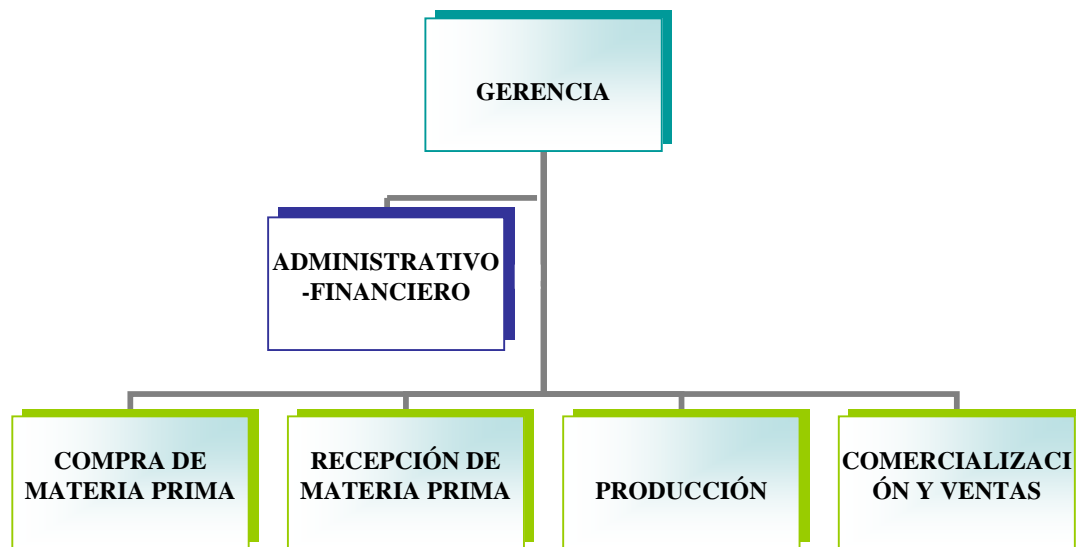 GERENCIA
ADMINISTRATIVO
-FINANCIERO
COMPRA DE
MATERIA PRIMA
RECEPCIÓN DE
MATERIA PRIMA
PRODUCCIÓN
COMERCIALIZACI
ÓN Y VENTAS